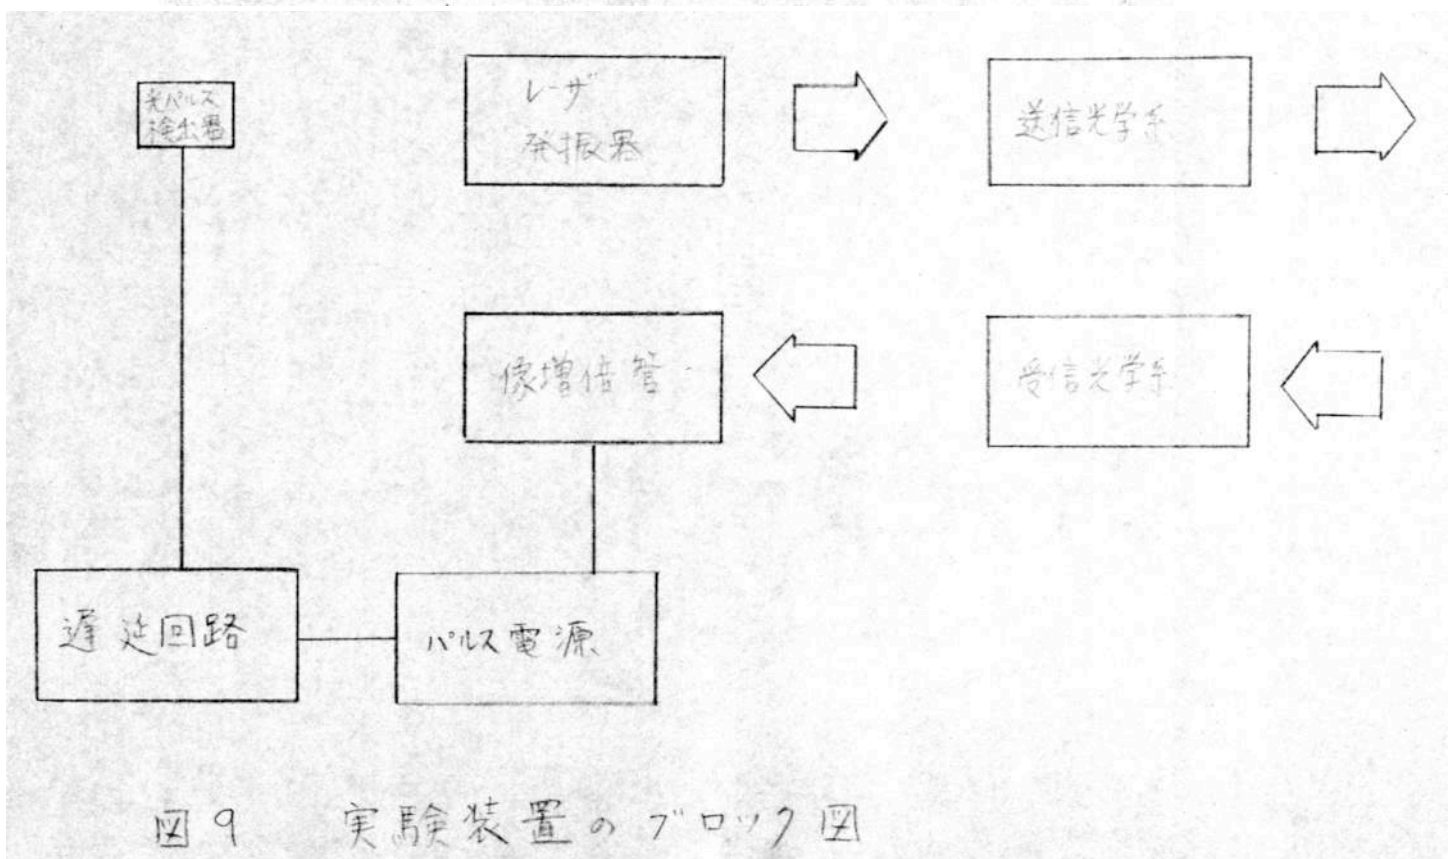 光パルス
検出器
レーザ
発振器
送信光学系
像増倍管
受信光学系
遅延回路
パルス電源
図9 実験装置のブロック図